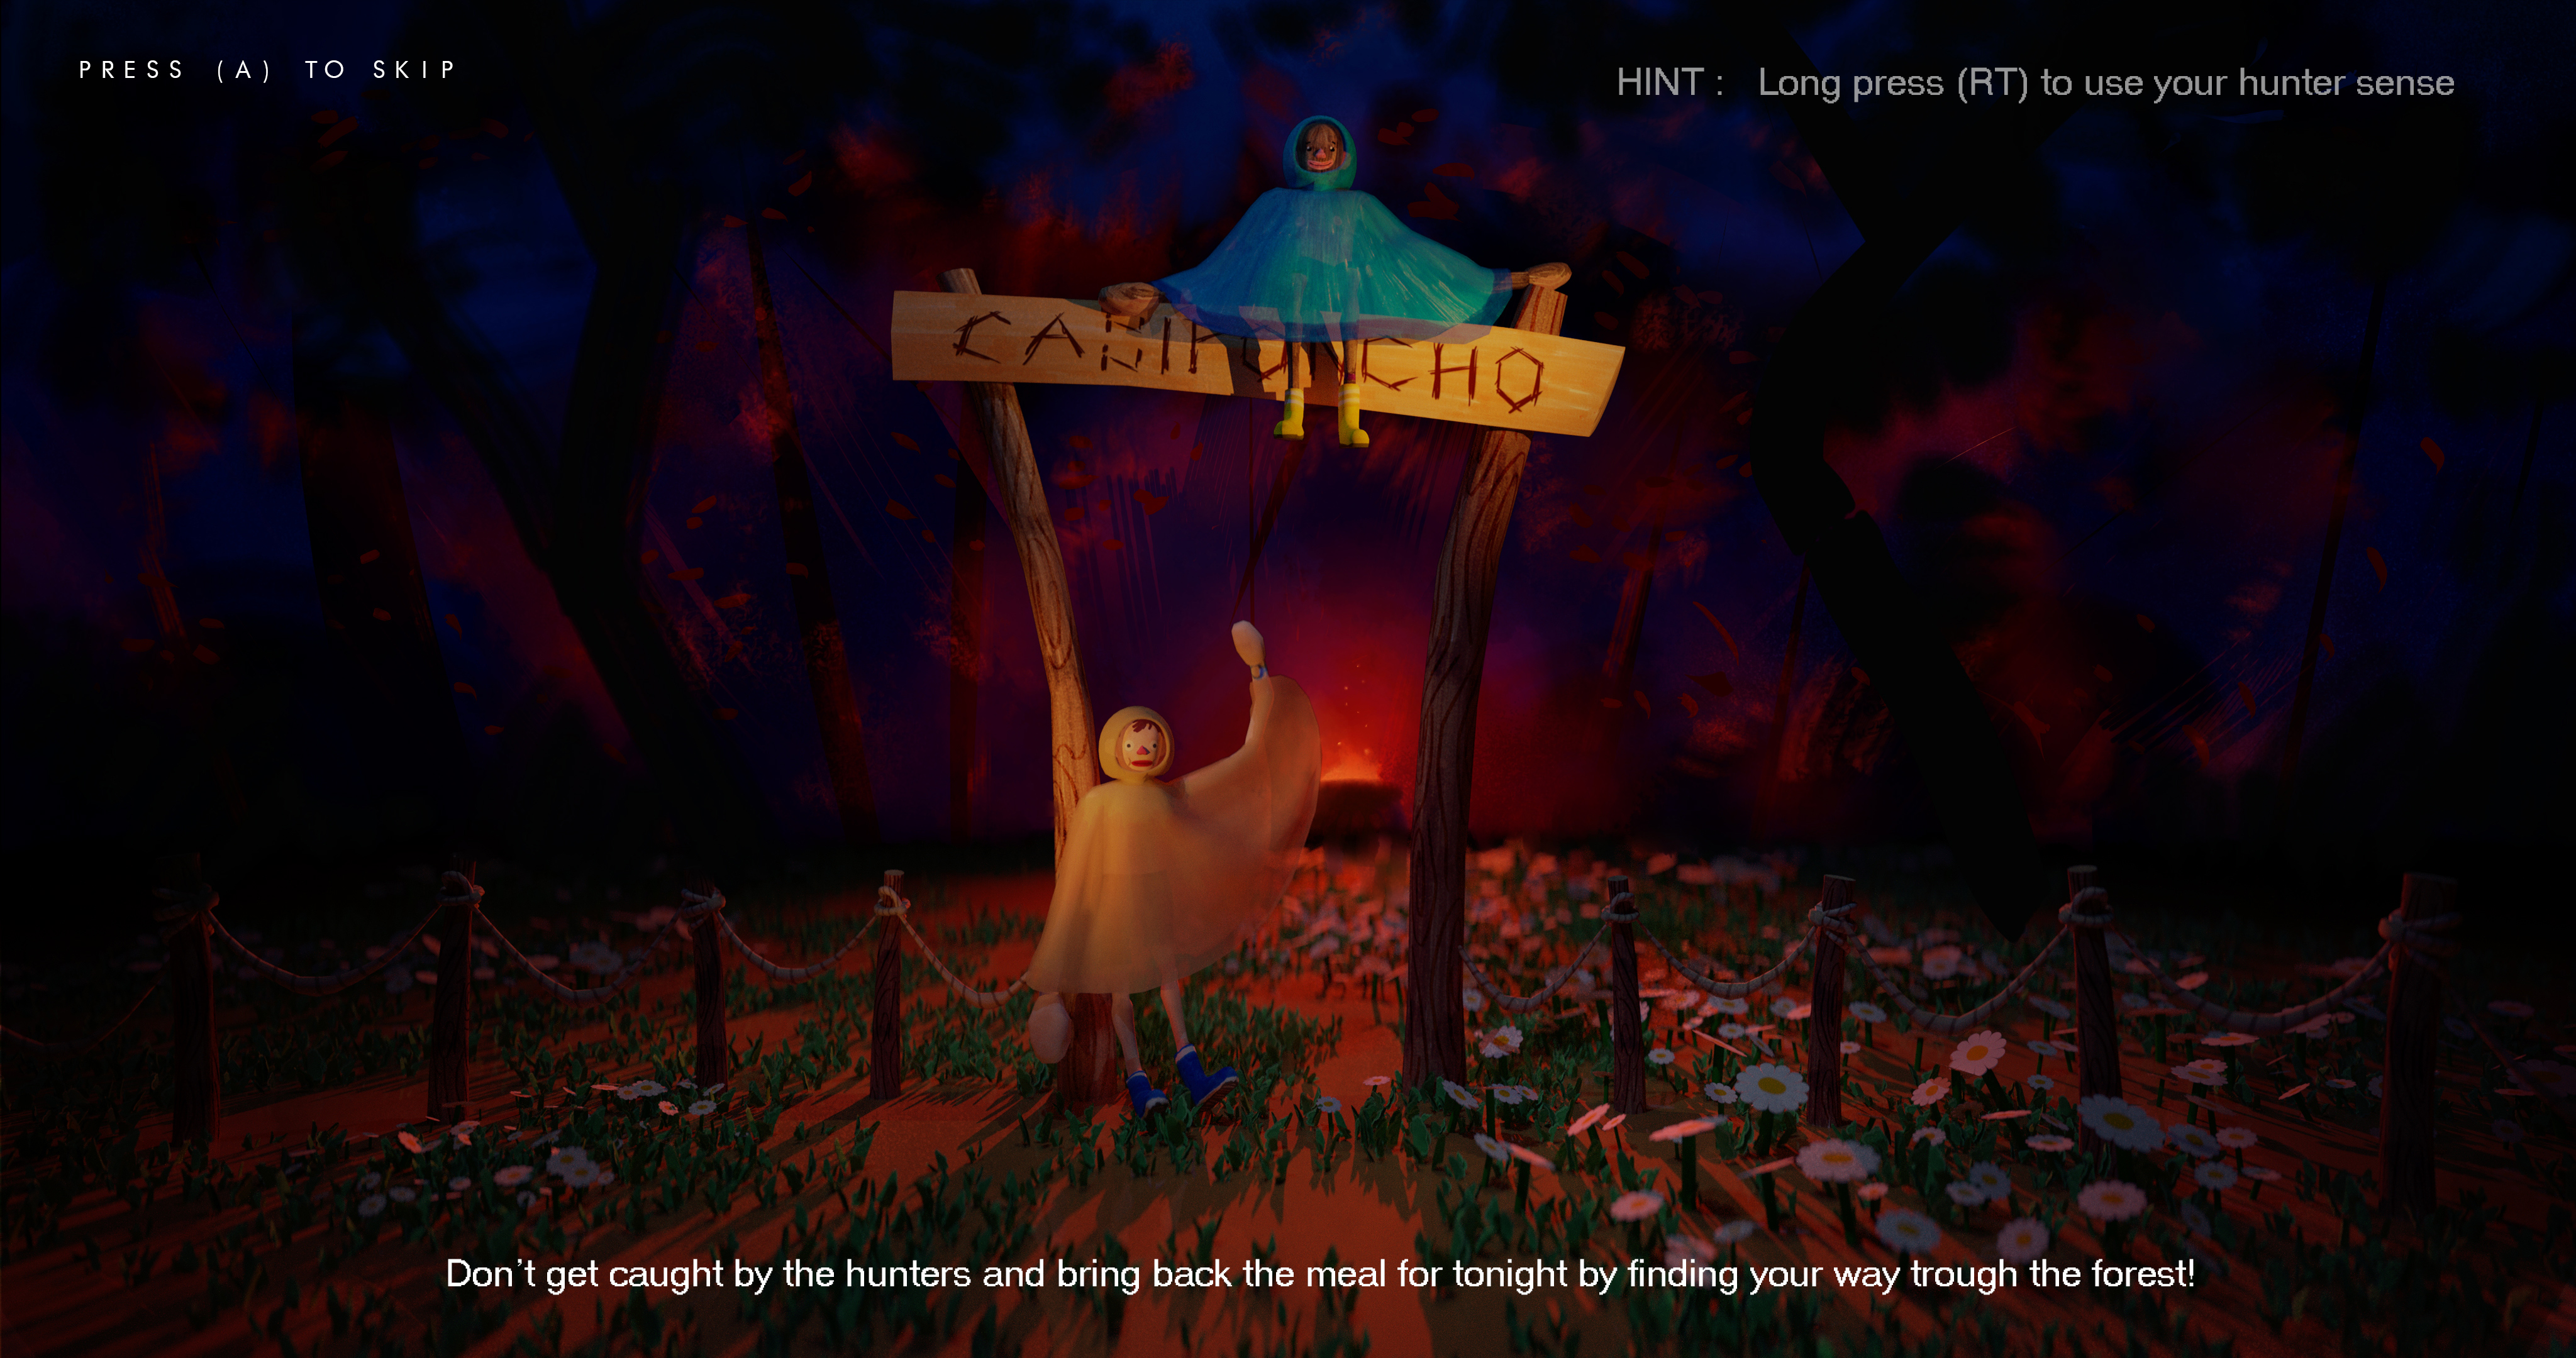 PRESS (A) TO SKIP
HINT : Long press (RT) to use your hunter sense
CAMPONCHO
Don't get caught by the hunters and bring back the meal for tonight by finding your way trough the forest!